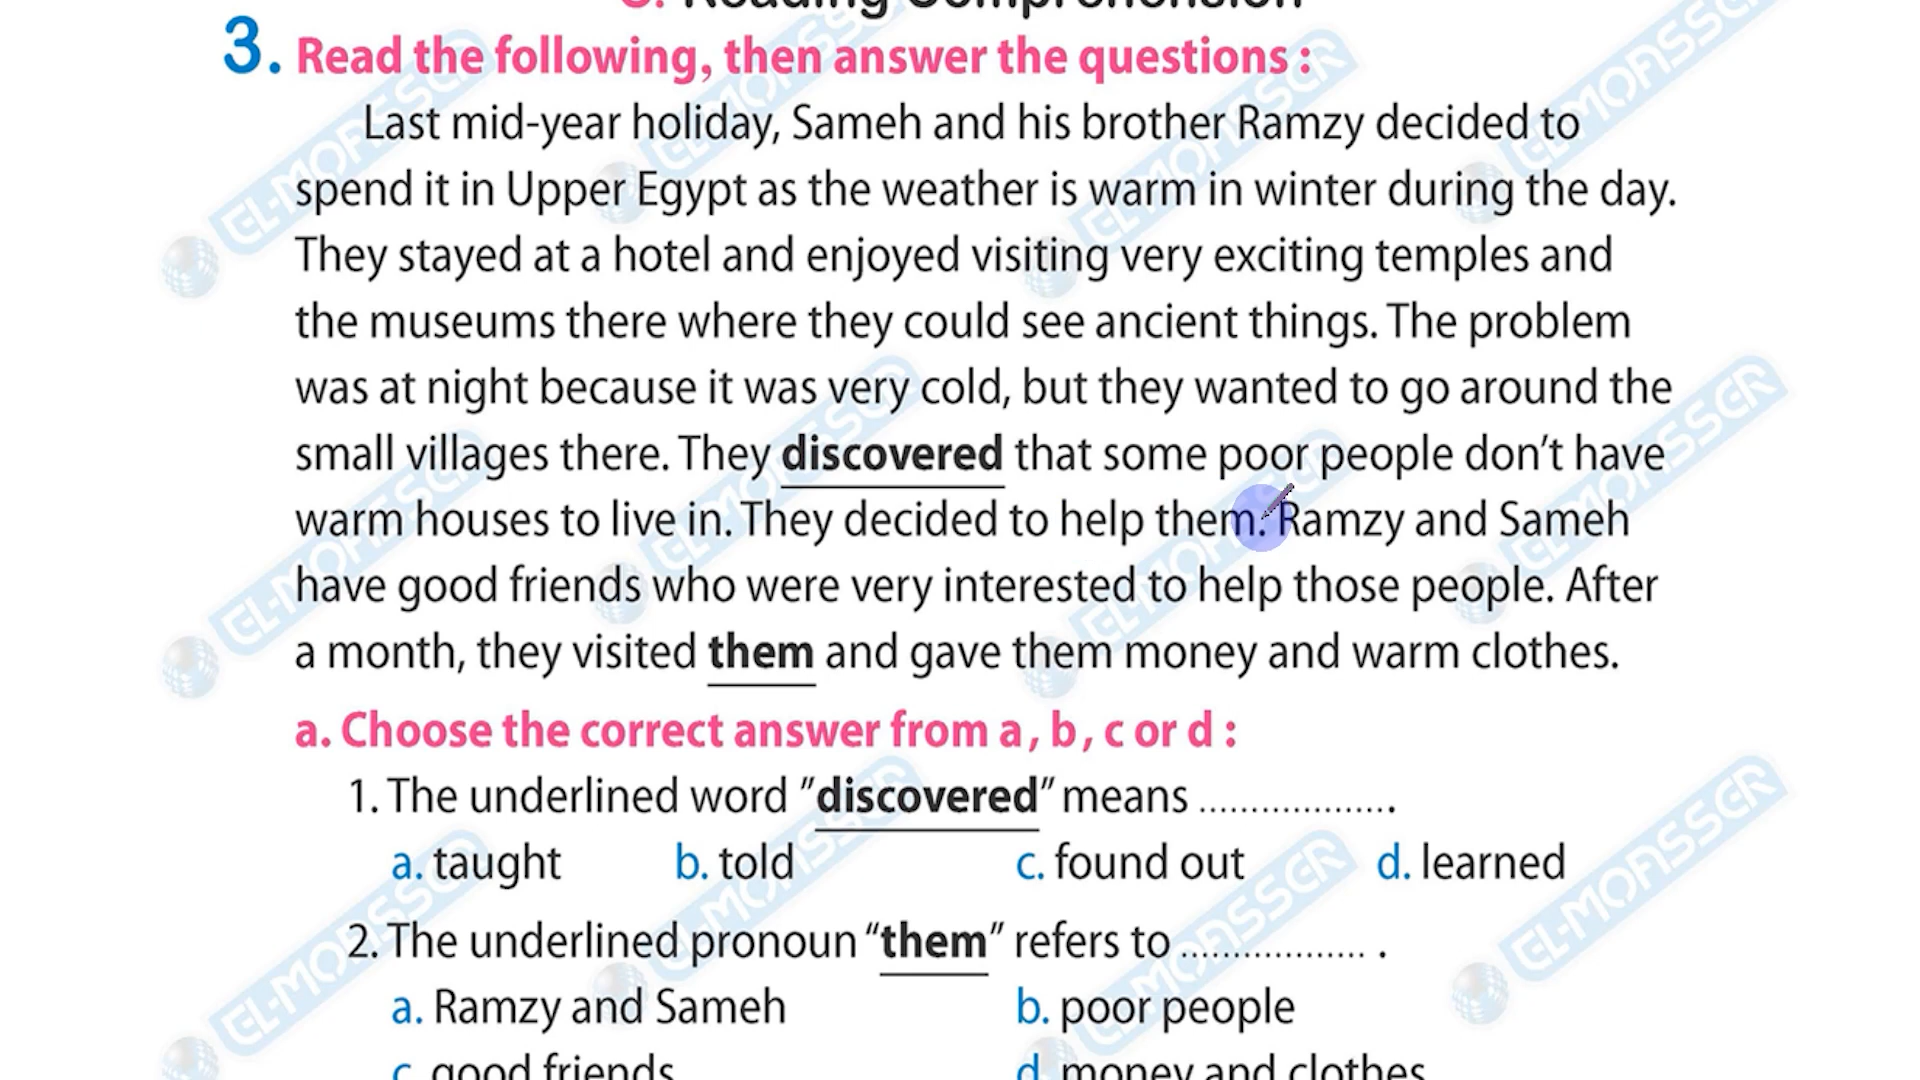 C. Reading Comprehension
3. Read the following, then answer the questions :
Last mid-year holiday, Sameh and his brother Ramzy decided to
spend it in Upper Egypt as the weather is warm in winter during the day.
They stayed at a hotel and enjoyed visiting very exciting temples and
the museums there where they could see ancient things. The problem
was at night because it was very cold, but they wanted to go around the
small villages there. They discovered that some poor people don't have
warm houses to live in. They decided to help them. Ramzy and Sameh
have good friends who were very interested to help those people. After
a month, they visited them and gave them money and warm clothes.
a. Choose the correct answer from a , b , c or d :
1. The underlined word "discovered" means ...................
a. taught b. told c. found out d. learned
2. The underlined pronoun "them" refers to .................. .
a. Ramzy and Sameh b. poor people
c. good friends d. money and clothes